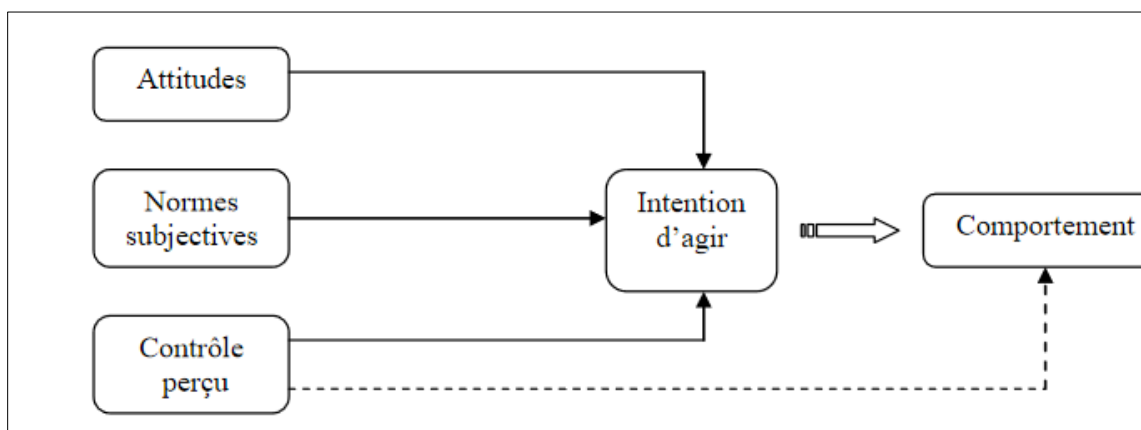 Attitudes
Normes
subjectives
Contrôle
perçu
Intention
d'agir
Comportement